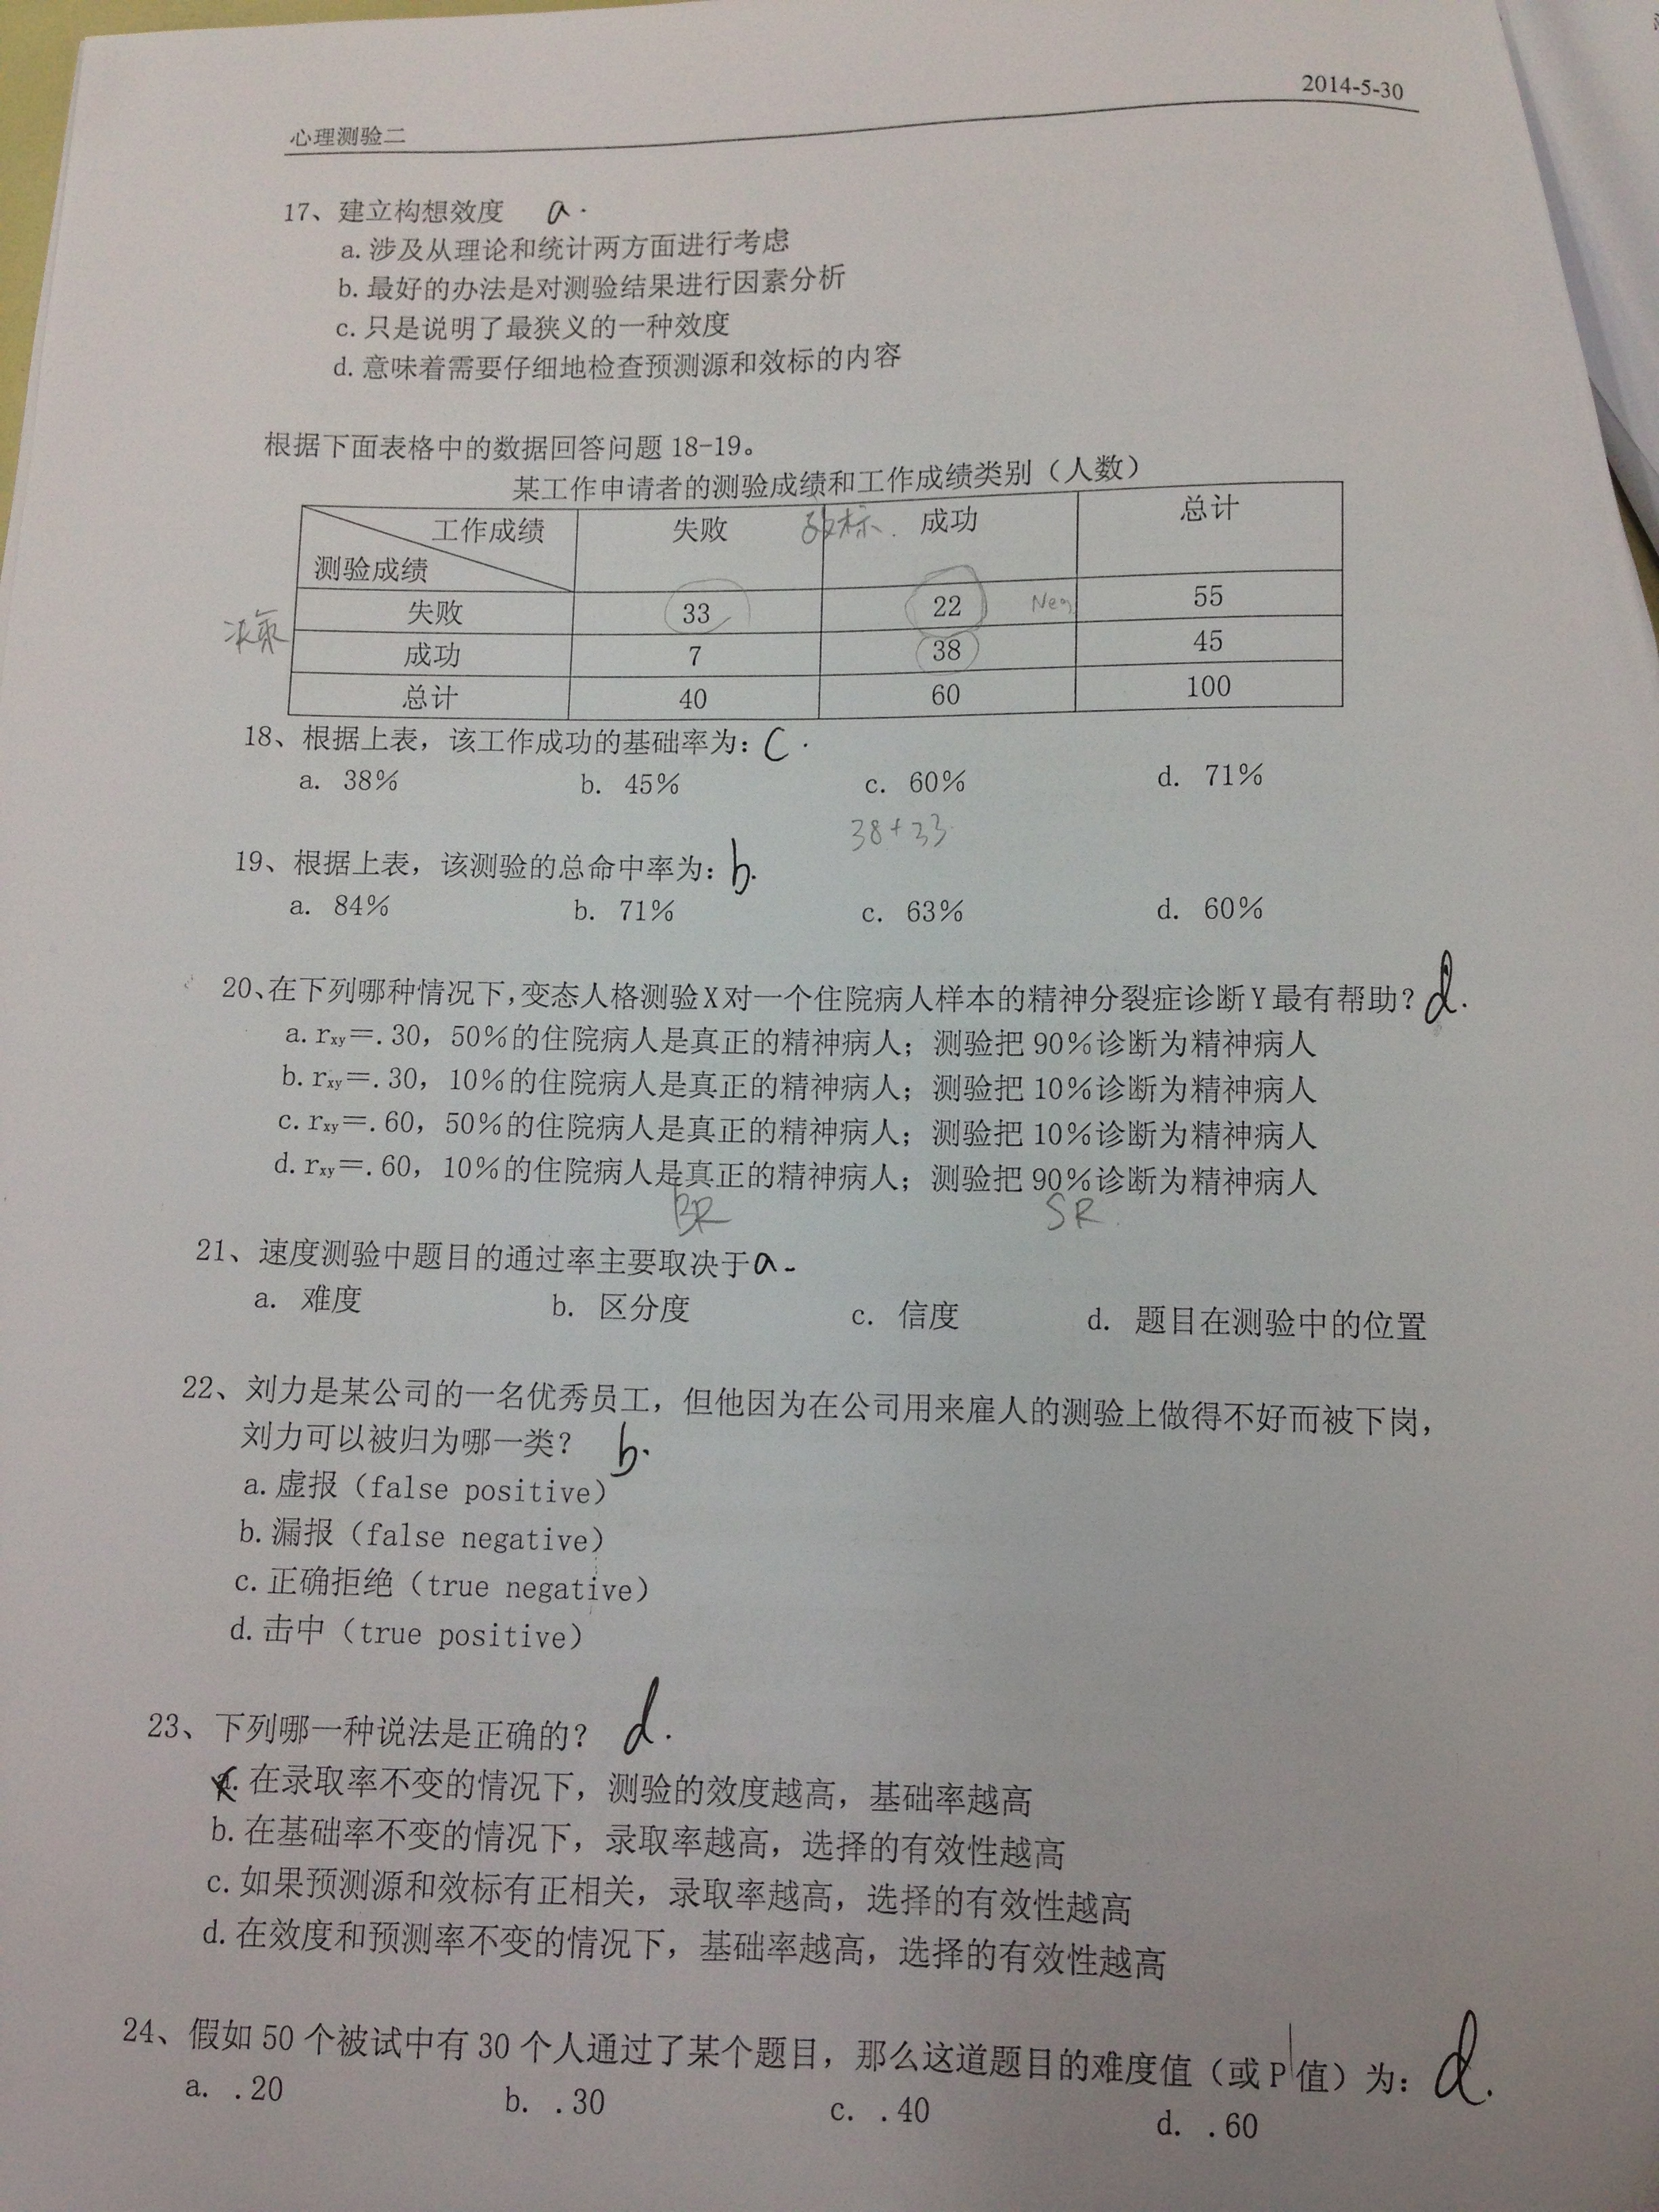 2014-5-30
心理测验二
17、建立构想效度 a.
a.涉及从理论和统计两方面进行考虑
b.最好的办法是对测验结果进行因素分析
c.只是说明了最狭义的一种效度
d.意味着需要仔细地检查预测源和效标的内容
根据下面表格中的数据回答问题18-19。
某工作申请者的测验成绩和工作成绩类别（人数）
工作成绩 失败 效标. 成功 总计
测验成绩
失败 33 22 Neg 55
决策
成功 7 38 45
总计 40 60 100
18、根据上表，该工作成功的基础率为：C.
a. 38% b. 45% c. 60% d. 71%
38+33
19、根据上表，该测验的总命中率为：b.
a. 84% b. 71% c. 63% d. 60%
20、在下列哪种情况下，变态人格测验X对一个住院病人样本的精神分裂症诊断Y最有帮助？d.
a.rxy=.30，50%的住院病人是真正的精神病人；测验把90%诊断为精神病人
b.rxy=.30，10%的住院病人是真正的精神病人；测验把10%诊断为精神病人
c.rxy=.60，50%的住院病人是真正的精神病人；测验把10%诊断为精神病人
d.rxy=.60，10%的住院病人是真正的精神病人；测验把90%诊断为精神病人
BR SR
21、速度测验中题目的通过率主要取决于a.
a. 难度 b. 区分度 c. 信度 d. 题目在测验中的位置
22、刘力是某公司的一名优秀员工，但他因为在公司用来雇人的测验上做得不好而被下岗，
刘力可以被归为哪一类？ b.
a.虚报（false positive）
b.漏报（false negative）
c.正确拒绝（true negative）
d.击中（true positive）
23、下列哪一种说法是正确的？ d.
a.在录取率不变的情况下，测验的效度越高，基础率越高
b.在基础率不变的情况下，录取率越高，选择的有效性越高
c.如果预测源和效标有正相关，录取率越高，选择的有效性越高
d.在效度和预测率不变的情况下，基础率越高，选择的有效性越高
24、假如50个被试中有30个人通过了某个题目，那么这道题目的难度值（或P值）为：d.
a. .20 b. .30 c. .40 d. .60